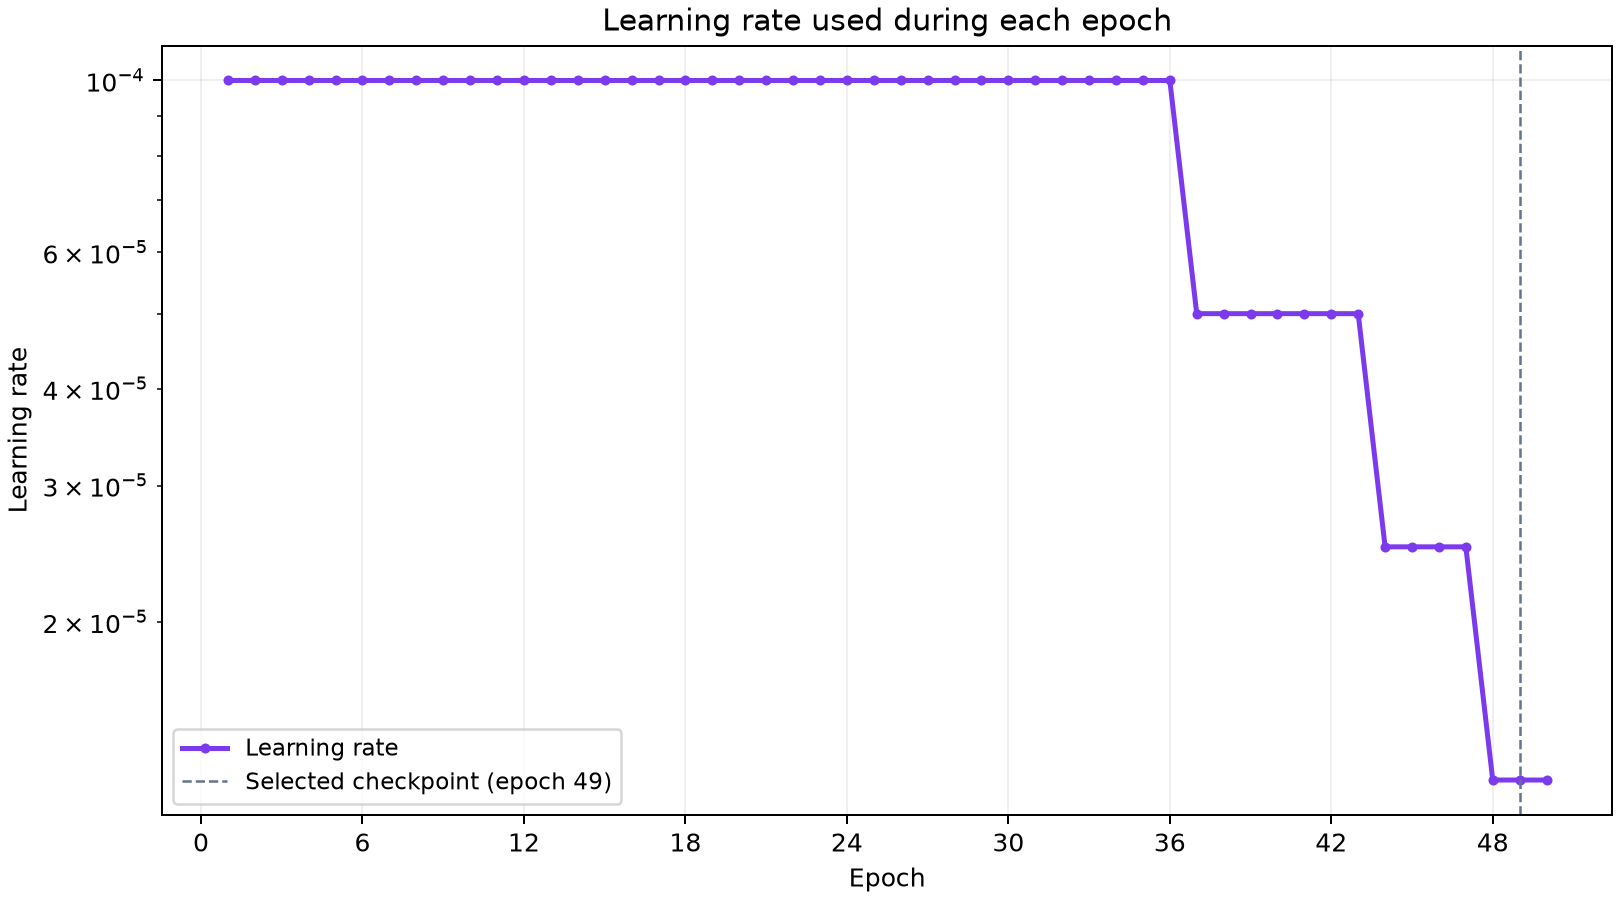 Learning rate used during each epoch
Learning rate
10⁻⁴
6 × 10⁻⁵
4 × 10⁻⁵
3 × 10⁻⁵
2 × 10⁻⁵
Learning rate
Selected checkpoint (epoch 49)
0 6 12 18 24 30 36 42 48
Epoch